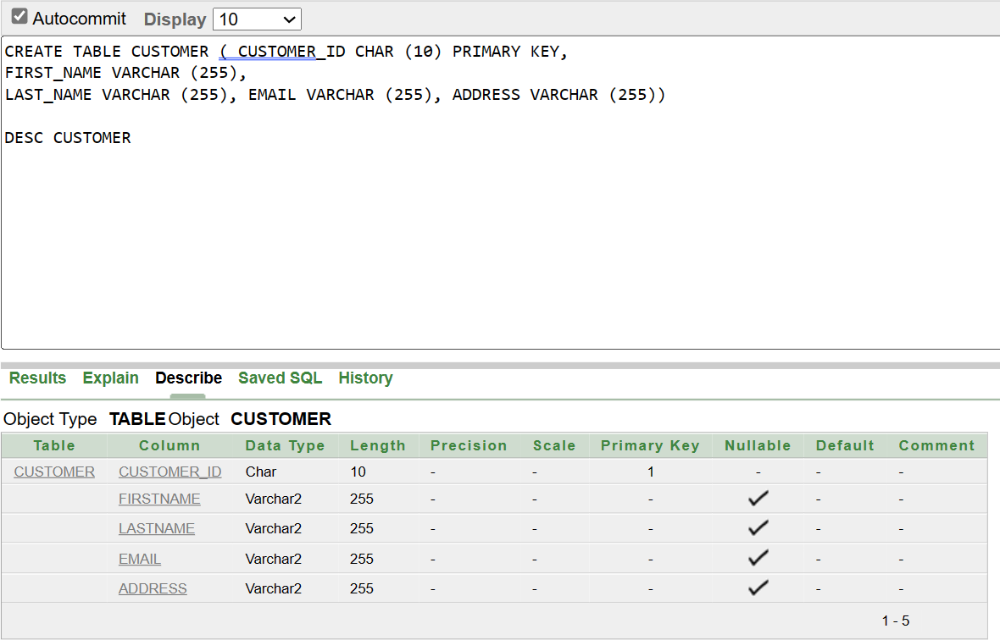 Autocommit Display 10
CREATE TABLE CUSTOMER ( CUSTOMER_ID CHAR (10) PRIMARY KEY,
FIRST_NAME VARCHAR (255),
LAST_NAME VARCHAR (255), EMAIL VARCHAR (255), ADDRESS VARCHAR (255))
DESC CUSTOMER
Results Explain Describe Saved SQL History
Object Type TABLE Object CUSTOMER
Table Column Data Type Length Precision Scale Primary Key Nullable Default Comment
CUSTOMER CUSTOMER_ID Char 10 - - 1 - - -
FIRSTNAME Varchar2 255 - - - ✓ - -
LASTNAME Varchar2 255 - - - ✓ - -
EMAIL Varchar2 255 - - - ✓ - -
ADDRESS Varchar2 255 - - - ✓ - -
1 - 5